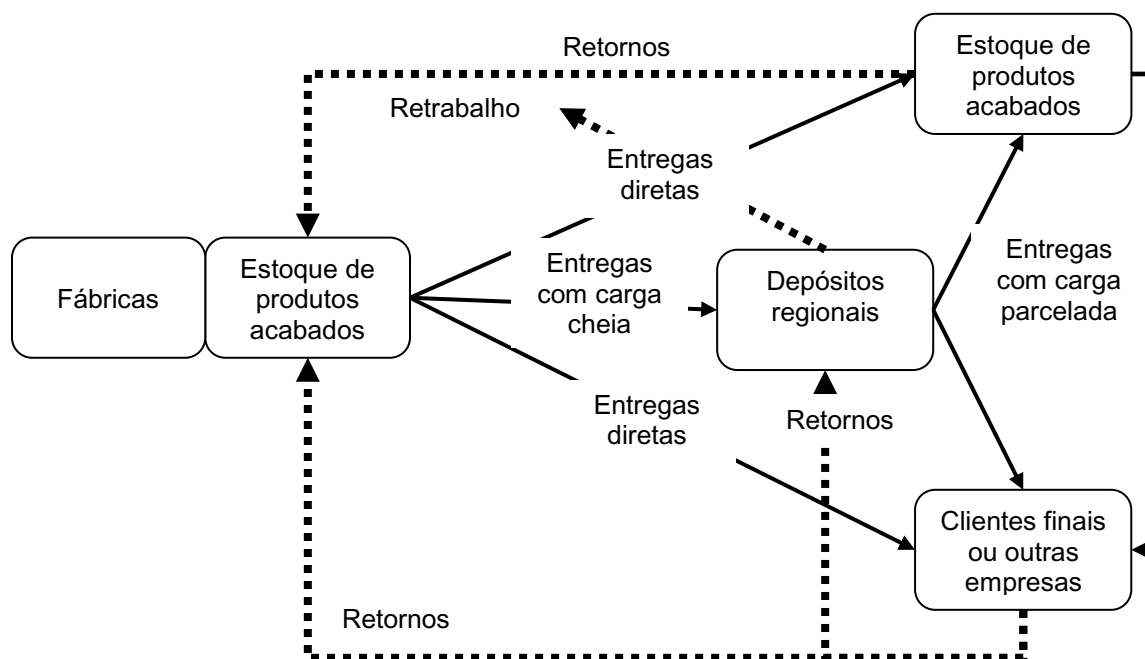 Retornos
Estoque de
produtos
acabados
Retrabalho
Entregas
diretas
Fábricas
Estoque de
produtos
acabados
Entregas
com carga
cheia
Depósitos
regionais
Entregas
com carga
parcelada
Entregas
diretas
Retornos
Clientes finais
ou outras
empresas
Retornos